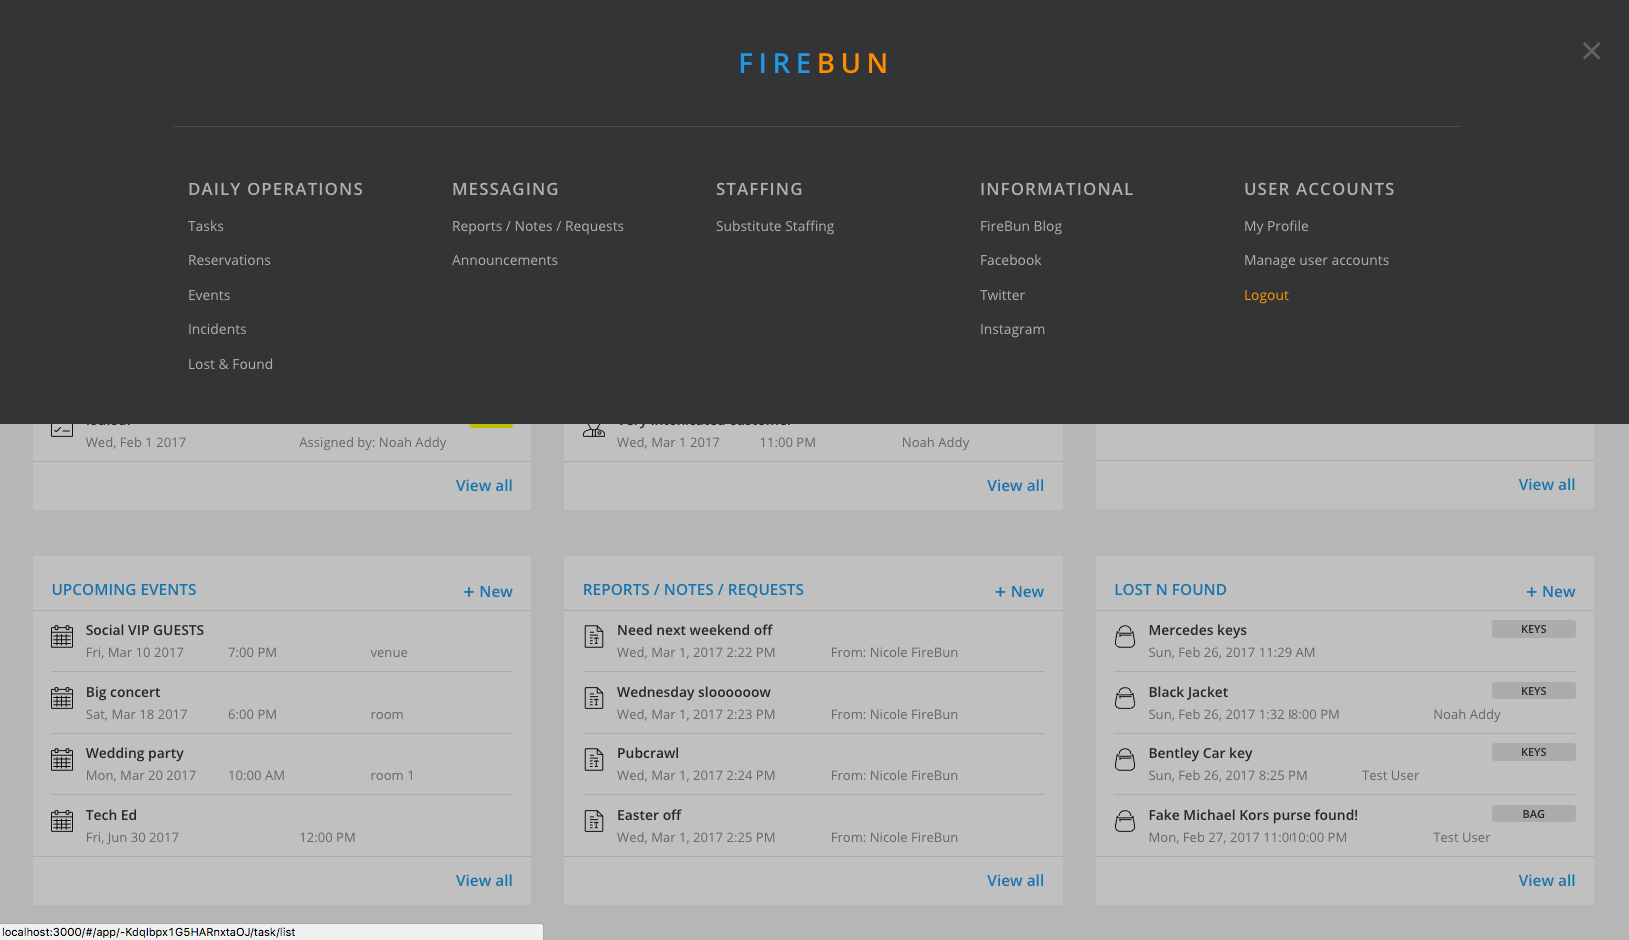 FIREBUN
DAILY OPERATIONS
Tasks
Reservations
Events
Incidents
Lost & Found
MESSAGING
Reports / Notes / Requests
Announcements
STAFFING
Substitute Staffing
INFORMATIONAL
FireBun Blog
Facebook
Twitter
Instagram
USER ACCOUNTS
My Profile
Manage user accounts
Logout
Wed, Feb 1 2017 Assigned by: Noah Addy
View all
Very intoxicated customer
Wed, Mar 1 2017 11:00 PM Noah Addy
View all
View all
UPCOMING EVENTS + New
Social VIP GUESTS
Fri, Mar 10 2017 7:00 PM venue
Big concert
Sat, Mar 18 2017 6:00 PM room
Wedding party
Mon, Mar 20 2017 10:00 AM room 1
Tech Ed
Fri, Jun 30 2017 12:00 PM
View all
REPORTS / NOTES / REQUESTS + New
Need next weekend off
Wed, Mar 1, 2017 2:22 PM From: Nicole FireBun
Wednesday sloooooow
Wed, Mar 1, 2017 2:23 PM From: Nicole FireBun
Pubcrawl
Wed, Mar 1, 2017 2:24 PM From: Nicole FireBun
Easter off
Wed, Mar 1, 2017 2:25 PM From: Nicole FireBun
View all
LOST N FOUND + New
Mercedes keys KEYS
Sun, Feb 26, 2017 11:29 AM
Black Jacket KEYS
Sun, Feb 26, 2017 1:32 8:00 PM Noah Addy
Bentley Car key KEYS
Sun, Feb 26, 2017 8:25 PM Test User
Fake Michael Kors purse found! BAG
Mon, Feb 27, 2017 11:0 10:00 PM Test User
View all
localhost:3000/#/app/-KdqIbpx1G5HARnxtaOJ/task/list